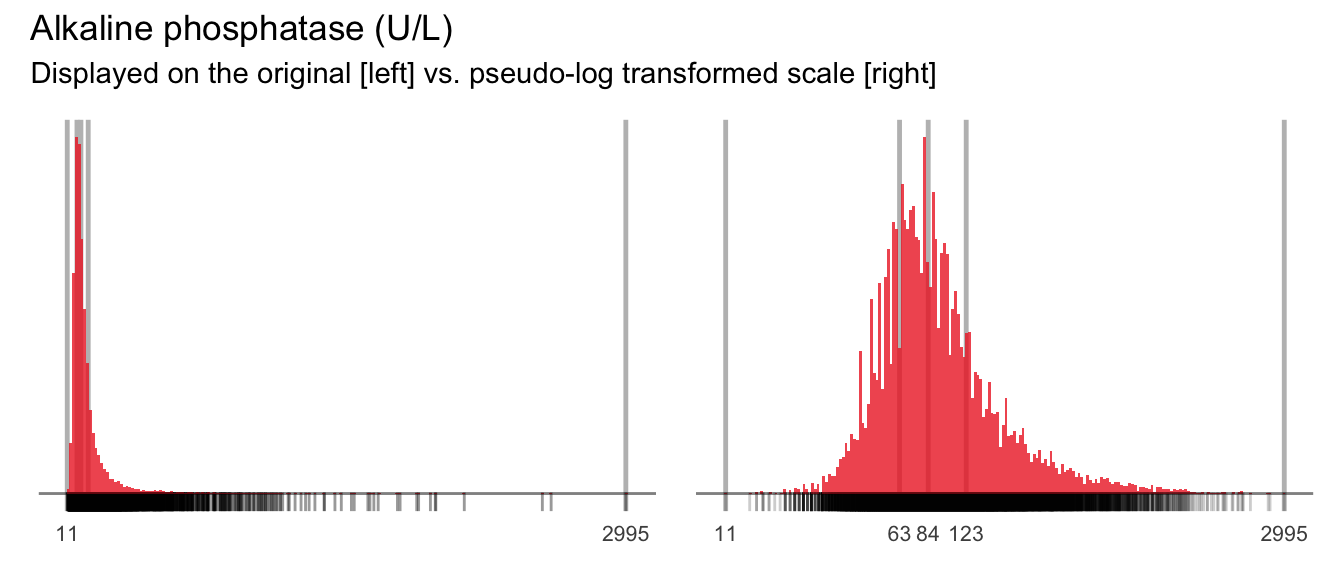 Alkaline phosphatase (U/L)
Displayed on the original [left] vs. pseudo-log transformed scale [right]
11 2995 11 63 84 123 2995